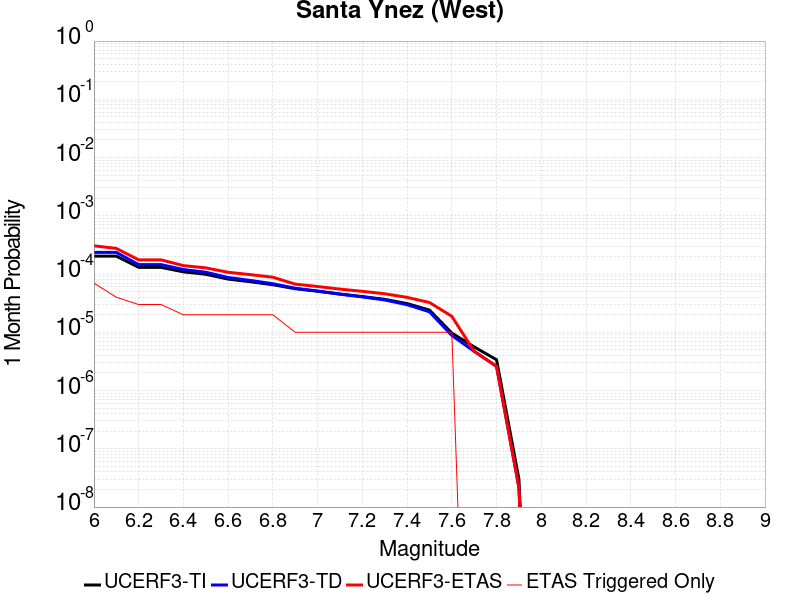 Santa Ynez (West)
10^0
10^-1
10^-2
10^-3
10^-4
10^-5
10^-6
10^-7
10^-8
1 Month Probability
6 6.2 6.4 6.6 6.8 7 7.2 7.4 7.6 7.8 8 8.2 8.4 8.6 8.8 9
Magnitude
UCERF3-TI UCERF3-TD UCERF3-ETAS ETAS Triggered Only